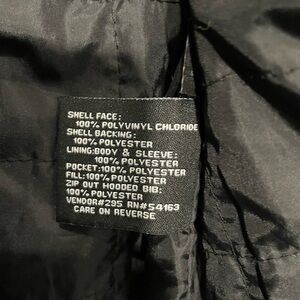 SHELL FACE:
100% POLYVINYL CHLORIDE
SHELL BACKING:
100% POLYESTER
LINING:BODY & SLEEVE:
100% POLYESTER
POCKET:100% POLYESTER
FILL:100% POLYESTER
ZIP OUT HOODED BIB:
100% POLYESTER
VENDOR#295 RN#54163
CARE ON REVERSE